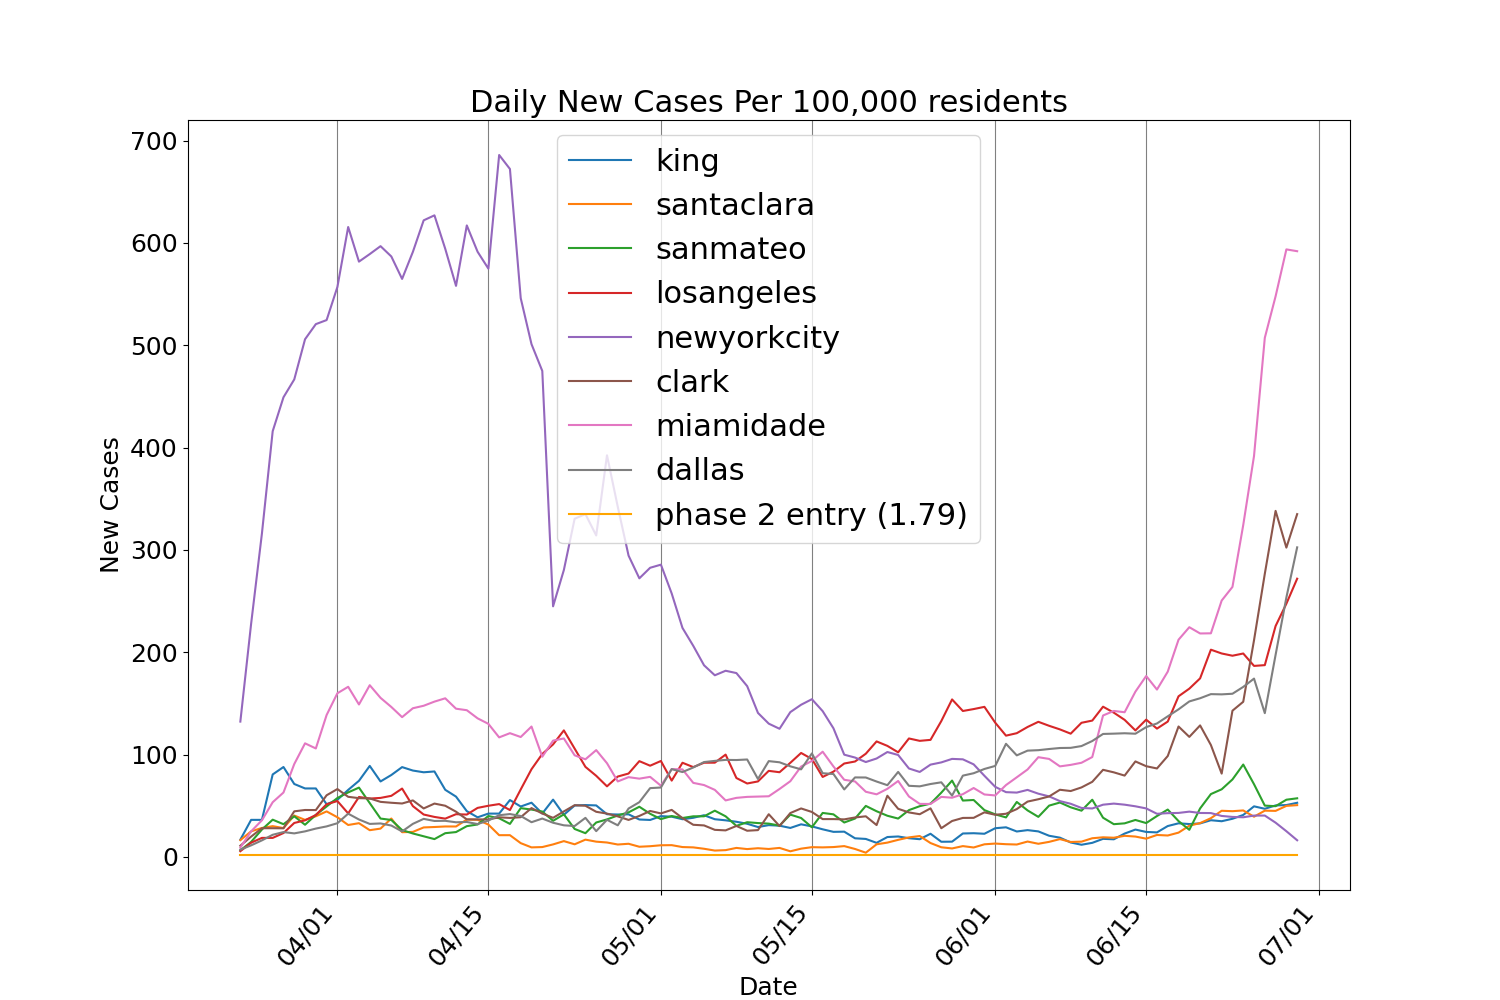 Daily New Cases Per 100,000 residents
700
600
500
400
300
200
100
0
New Cases
king
santaclara
sanmateo
losangeles
newyorkcity
clark
miamidade
dallas
phase 2 entry (1.79)
04/01
04/15
05/01
05/15
06/01
06/15
07/01
Date